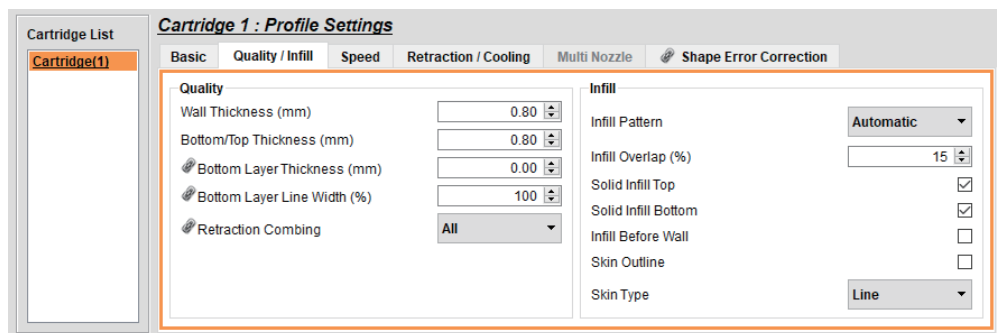 Cartridge List
Cartridge(1)
Cartridge 1 : Profile Settings
Basic Quality / Infill Speed Retraction / Cooling Multi Nozzle Shape Error Correction
Quality
Wall Thickness (mm) 0.80
Bottom/Top Thickness (mm) 0.80
Bottom Layer Thickness (mm) 0.00
Bottom Layer Line Width (%) 100
Retraction Combing All
Infill
Infill Pattern Automatic
Infill Overlap (%) 15
Solid Infill Top
Solid Infill Bottom
Infill Before Wall
Skin Outline
Skin Type Line